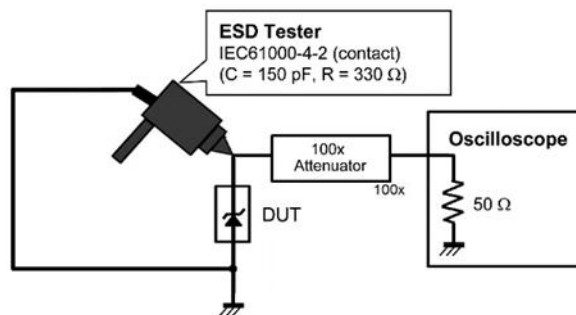 ESD Tester
IEC61000-4-2 (contact)
(C = 150 pF, R = 330 Ω)
100x
Attenuator
100x
Oscilloscope
50 Ω
DUT